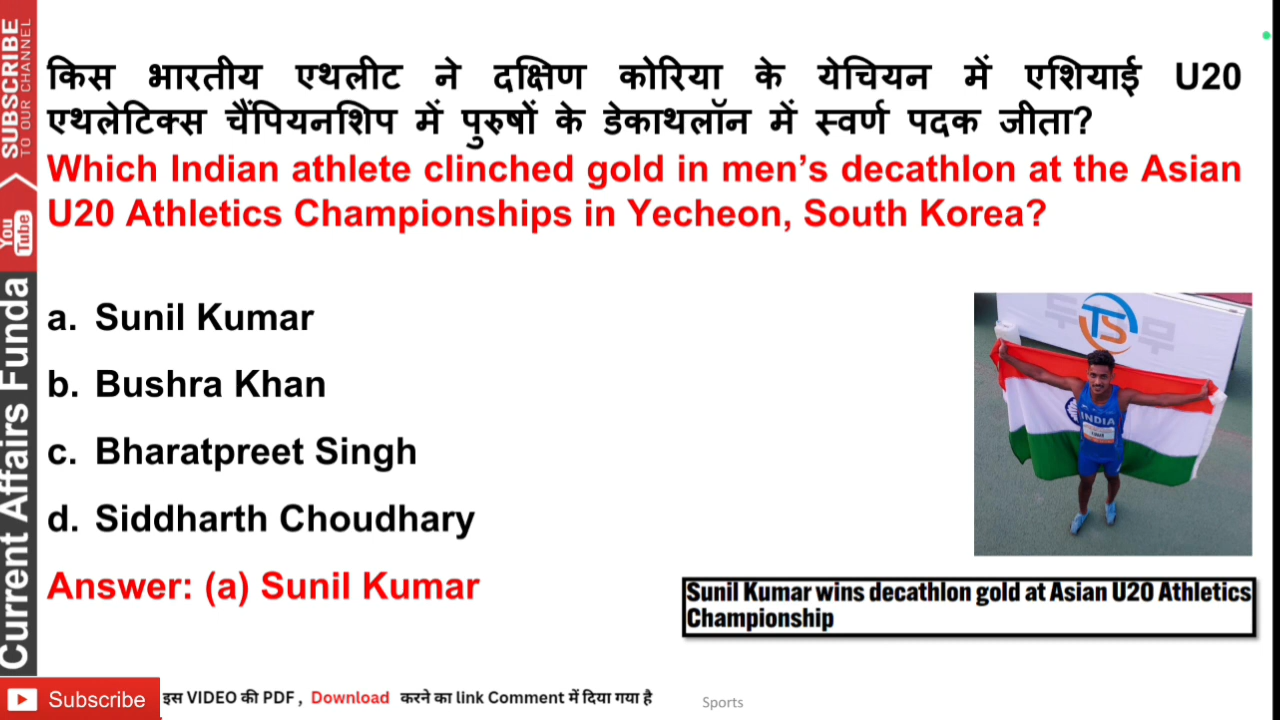 SUBSCRIBE
TO OUR CHANNEL
You
Tube
Current Affairs Funda
किस भारतीय एथलीट ने दक्षिण कोरिया के येचियन में एशियाई U20
एथलेटिक्स चैंपियनशिप में पुरुषों के डेकाथलॉन में स्वर्ण पदक जीता?
Which Indian athlete clinched gold in men’s decathlon at the Asian
U20 Athletics Championships in Yecheon, South Korea?
a. Sunil Kumar
b. Bushra Khan
c. Bharatpreet Singh
d. Siddharth Choudhary
Answer: (a) Sunil Kumar
TS
INDIA
Sunil Kumar wins decathlon gold at Asian U20 Athletics
Championship
Subscribe
इस VIDEO की PDF , Download करने का link Comment में दिया गया है
Sports